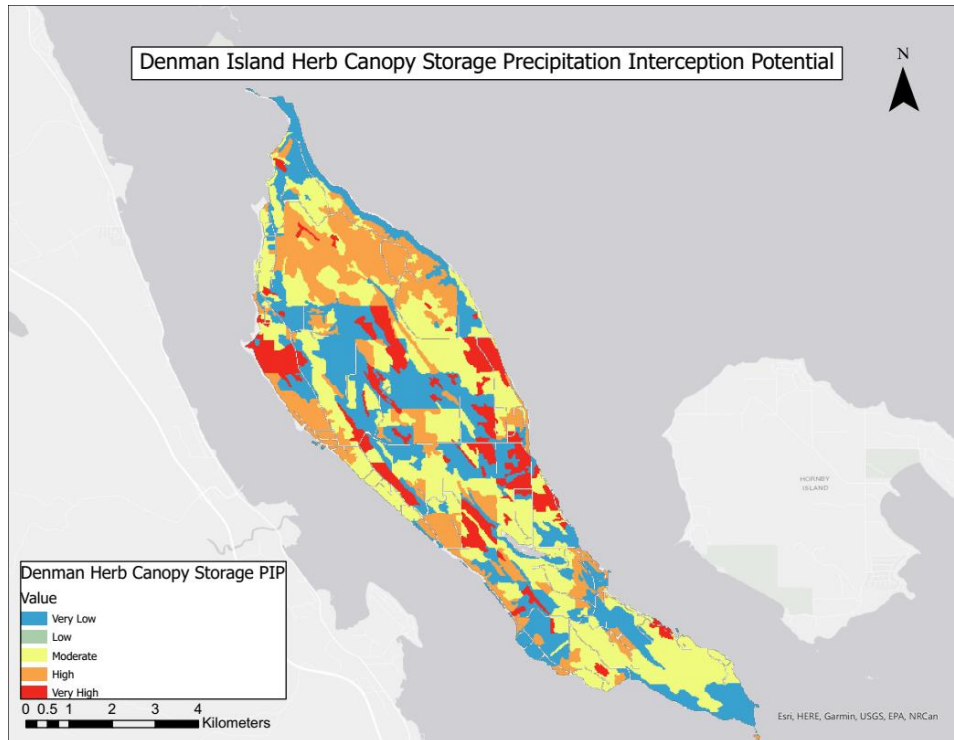 Denman Island Herb Canopy Storage Precipitation Interception Potential
N
HORNBY
ISLAND
Denman Herb Canopy Storage PIP
Value
Very Low
Low
Moderate
High
Very High
0 0.5 1 2 3 4
Kilometers
Esri, HERE, Garmin, USGS, EPA, NRCan